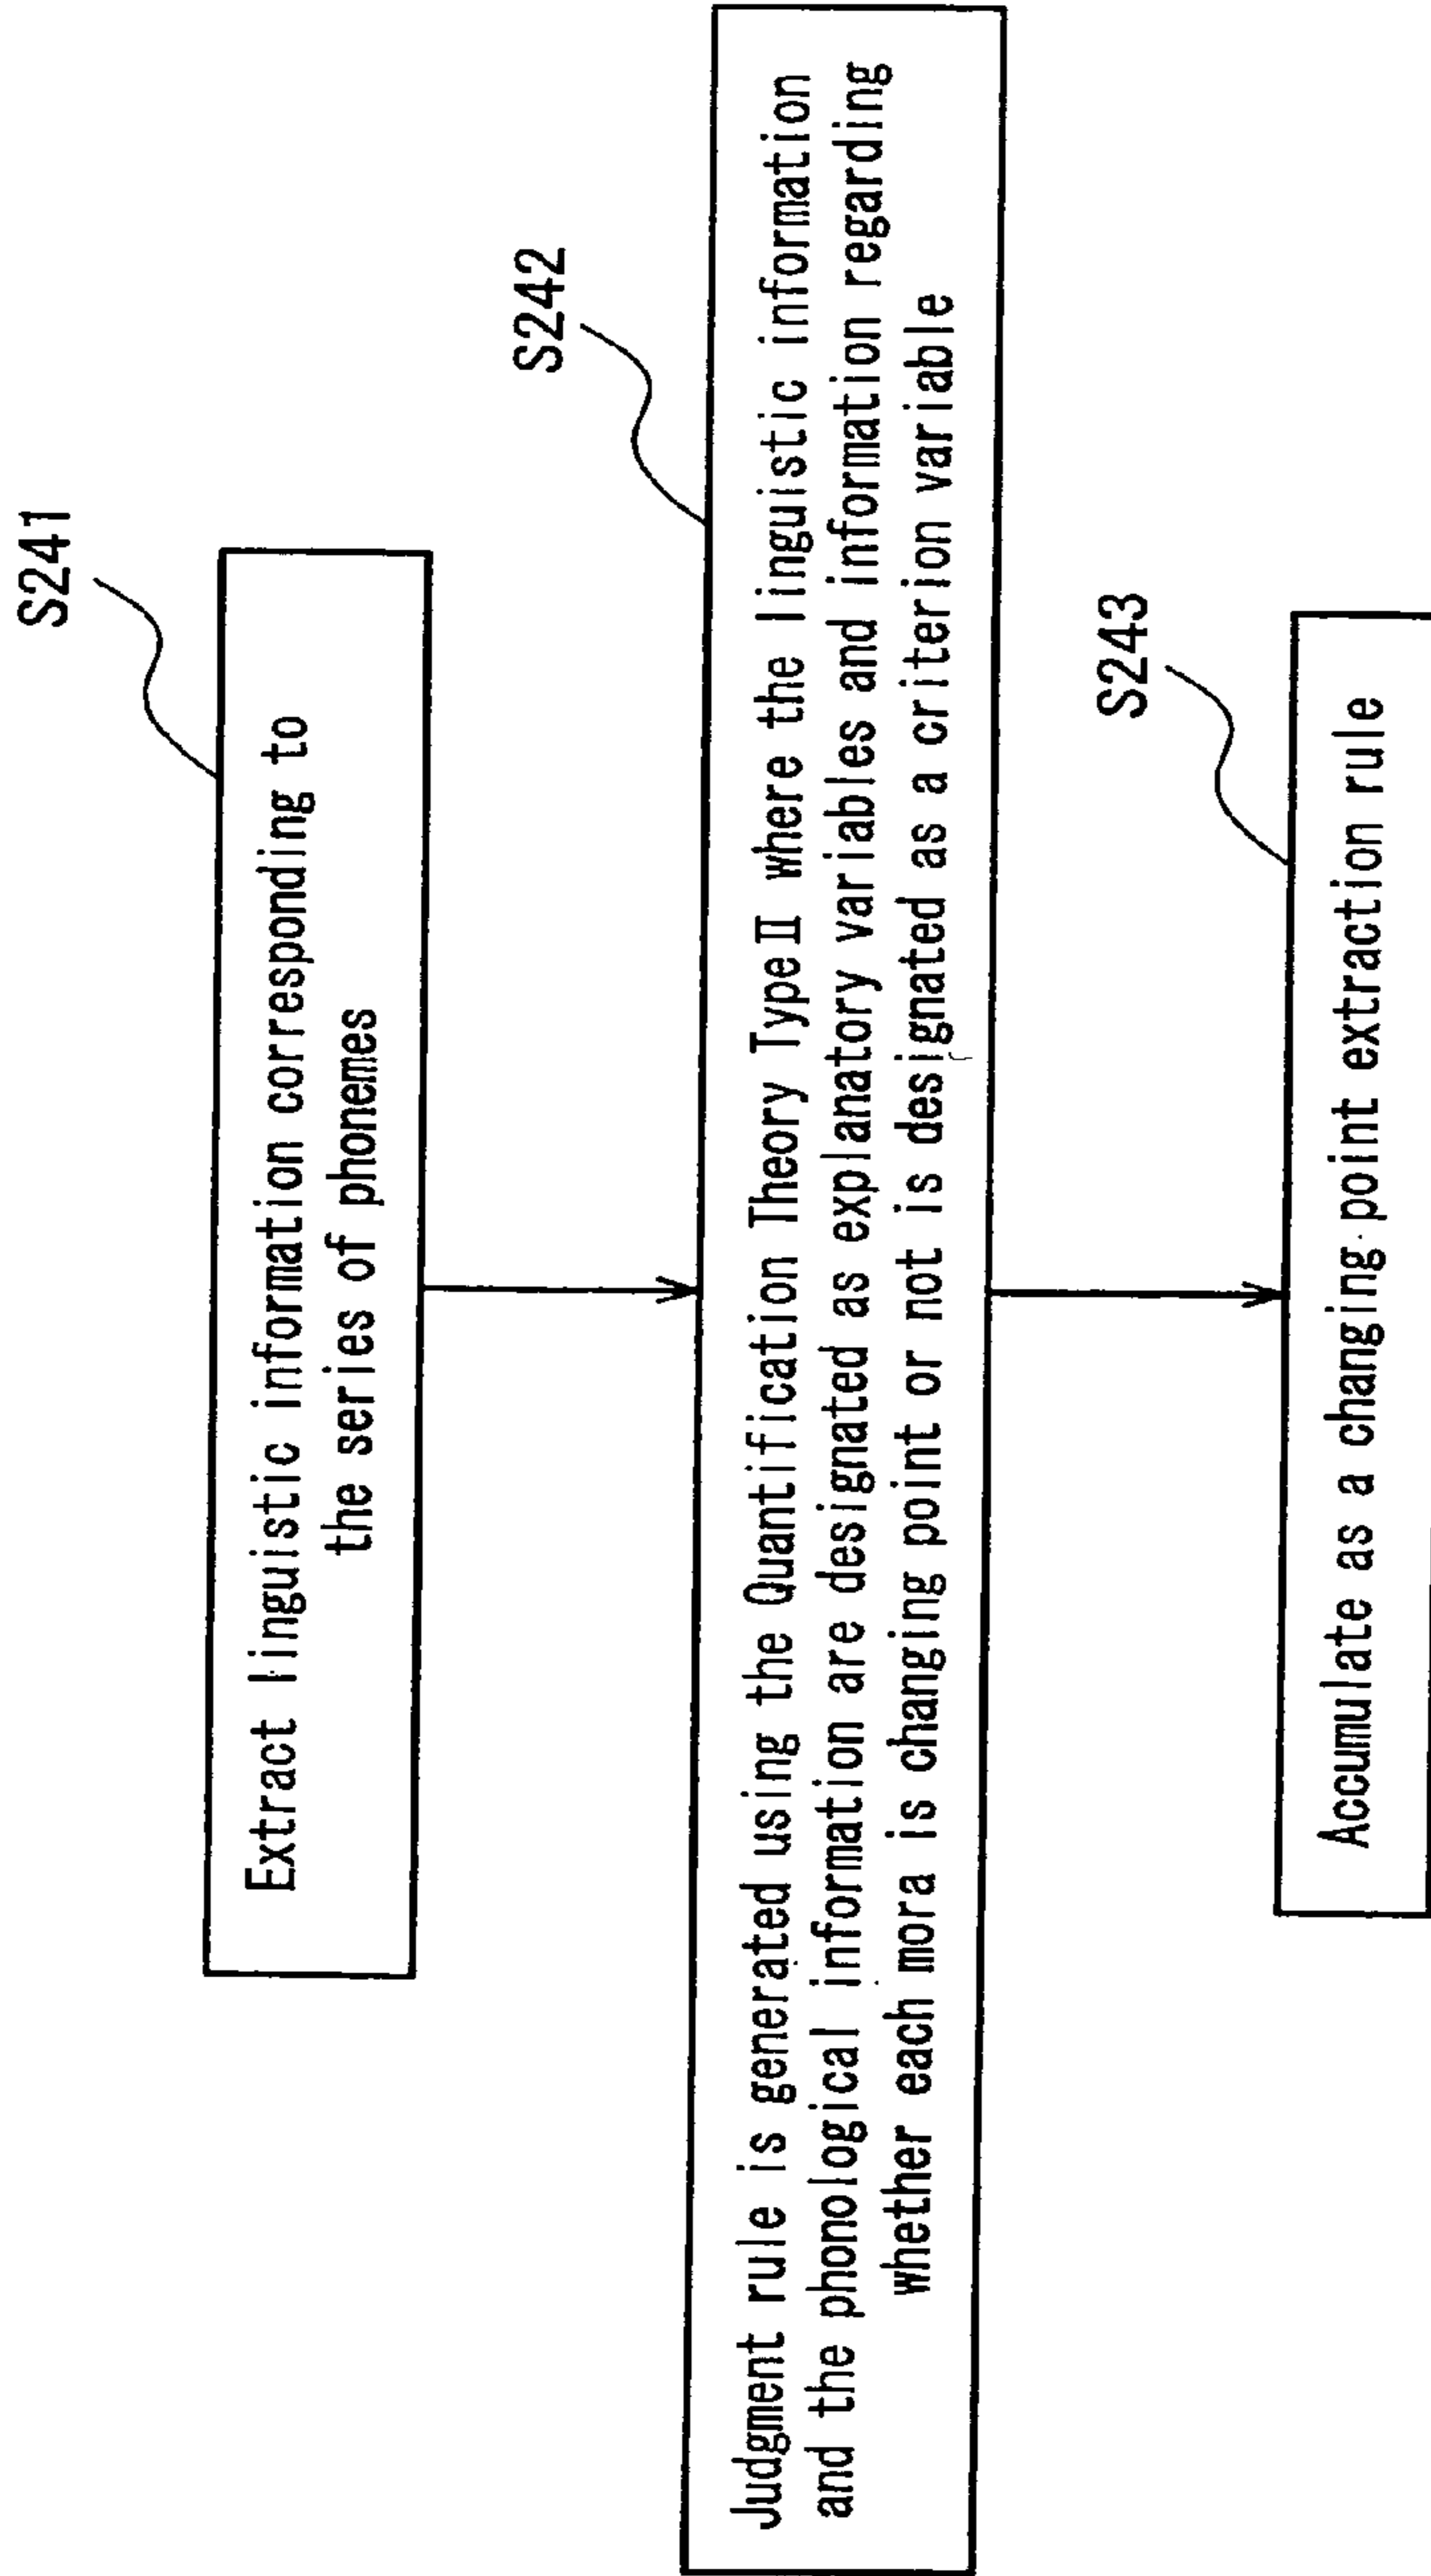 S241
Extract linguistic information corresponding to
the series of phonemes
S242
Judgment rule is generated using the Quantification Theory Type II where the linguistic information
and the phonological information are designated as explanatory variables and information regarding
whether each mora is changing point or not is designated as a criterion variable
S243
Accumulate as a changing point extraction rule